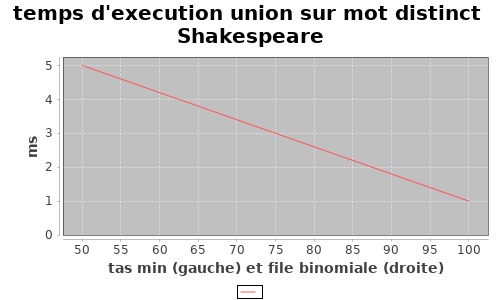 temps d'execution union sur mot distinct
Shakespeare
5
4
3
2
1
0
ms
50 55 60 65 70 75 80 85 90 95 100
tas min (gauche) et file binomiale (droite)